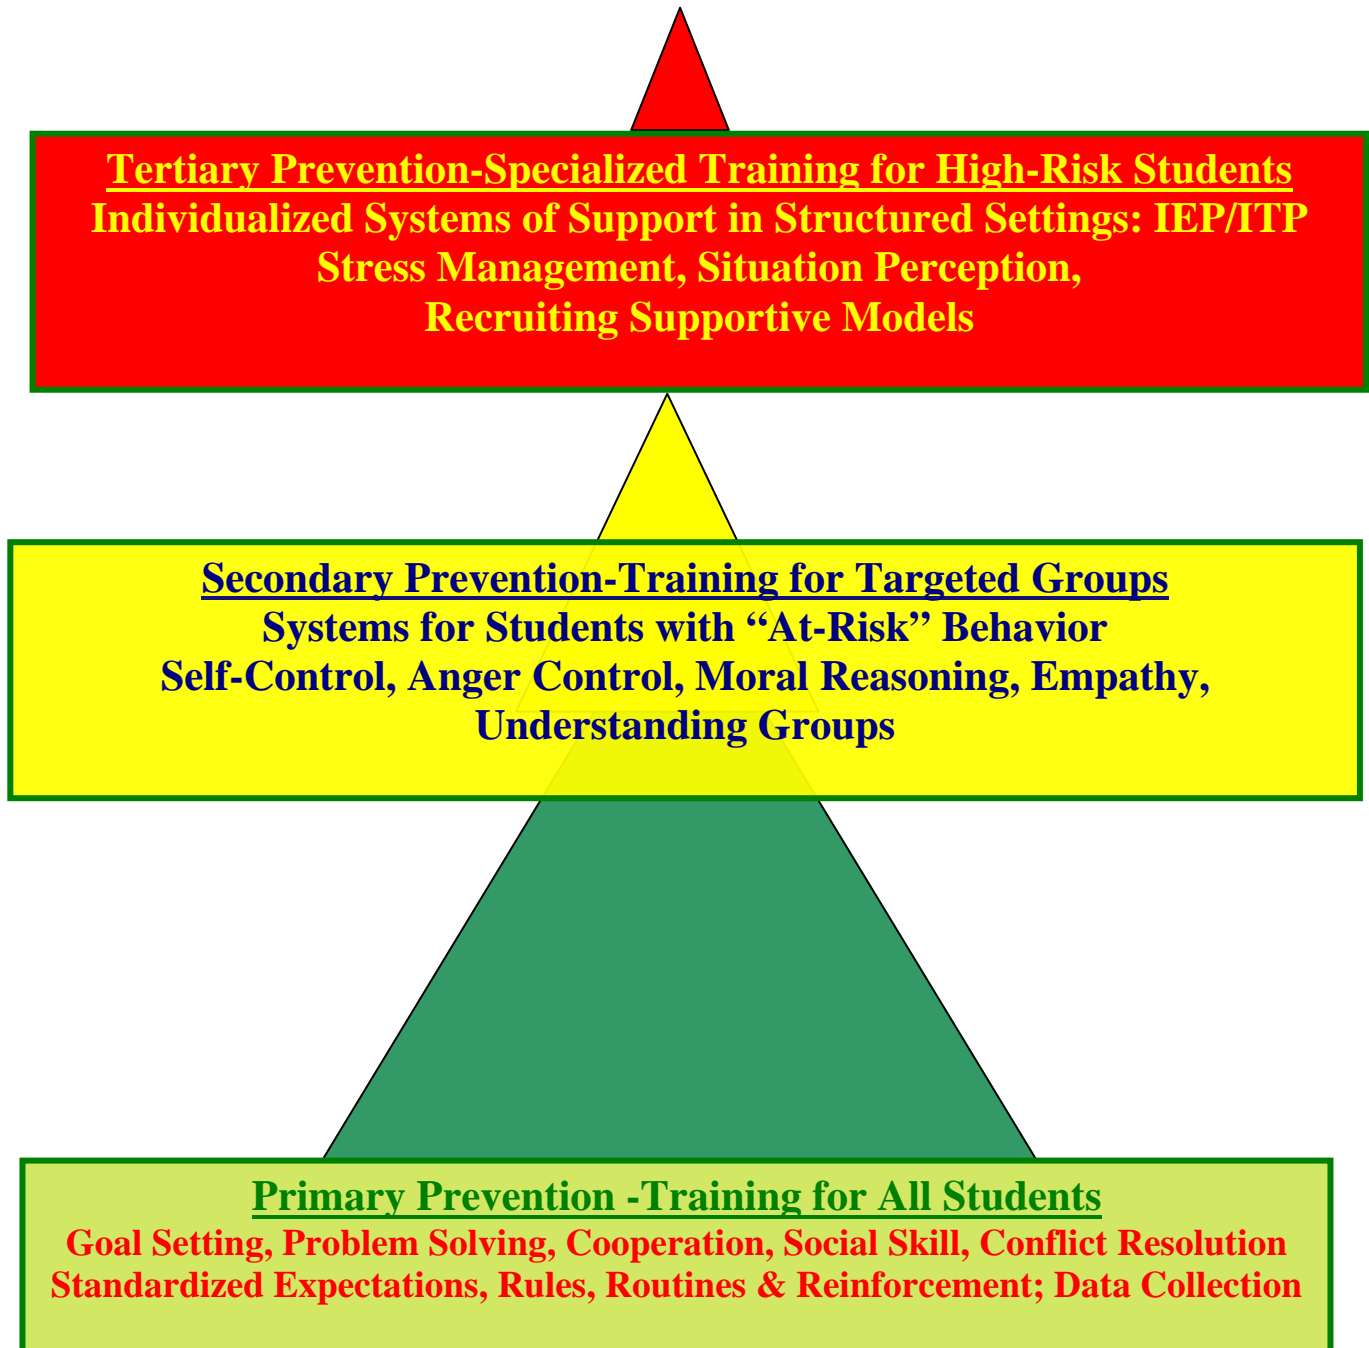 Tertiary Prevention-Specialized Training for High-Risk Students
Individualized Systems of Support in Structured Settings: IEP/ITP
Stress Management, Situation Perception,
Recruiting Supportive Models
Secondary Prevention-Training for Targeted Groups
Systems for Students with “At-Risk” Behavior
Self-Control, Anger Control, Moral Reasoning, Empathy,
Understanding Groups
Primary Prevention -Training for All Students
Goal Setting, Problem Solving, Cooperation, Social Skill, Conflict Resolution
Standardized Expectations, Rules, Routines & Reinforcement; Data Collection